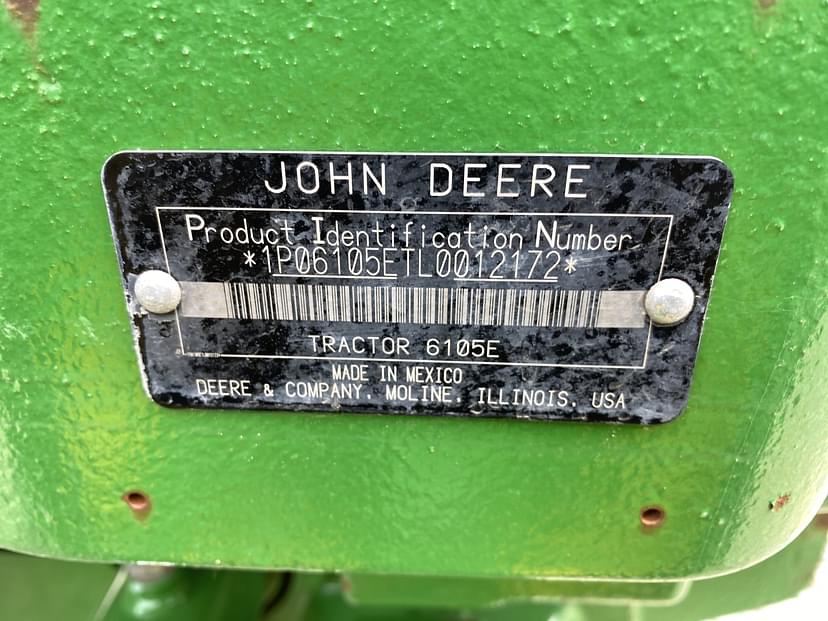 JOHN DEERE
Product Identification Number
*1P06105ETL0012172*
TRACTOR 6105E
MADE IN MEXICO
DEERE & COMPANY, MOLINE, ILLINOIS, USA